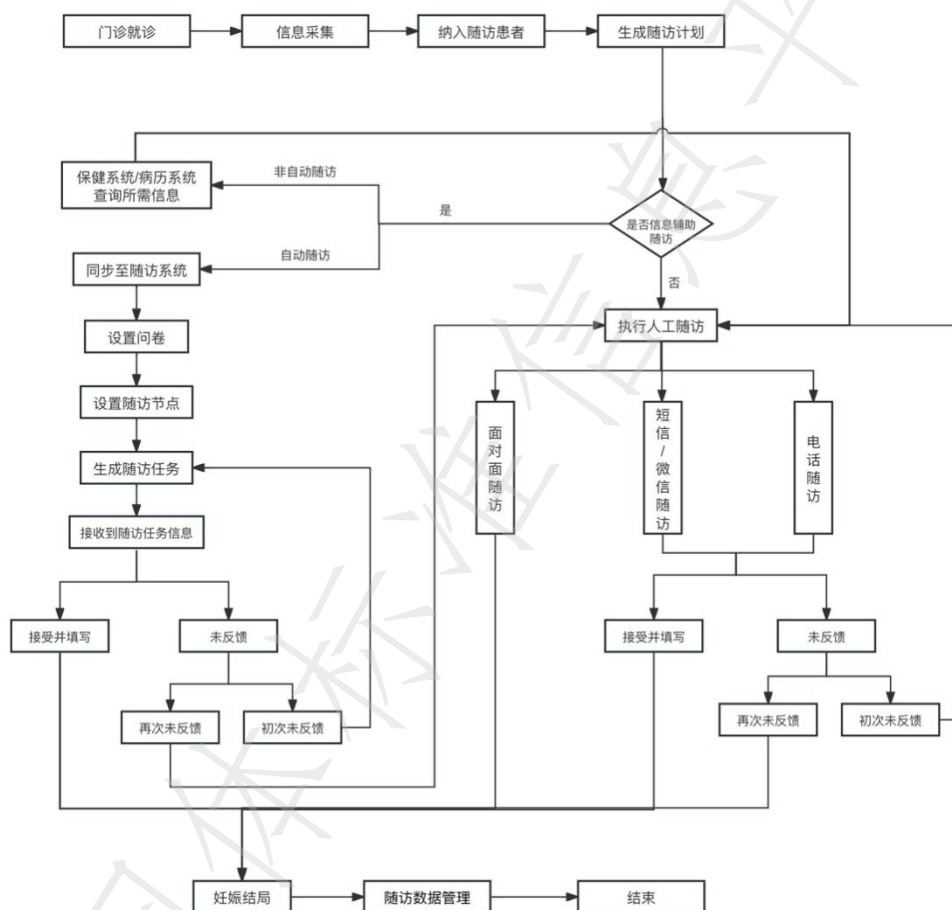 门诊就诊
信息采集
纳入随访患者
生成随访计划
保健系统/病历系统
查询所需信息
非自动随访
是
是否信息辅助
随访
自动随访
同步至随访系统
否
设置问卷
执行人工随访
设置随访节点
面对面随访
短信/微信随访
电话随访
生成随访任务
接收到随访任务信息
接受并填写
未反馈
接受并填写
未反馈
再次未反馈
初次未反馈
再次未反馈
初次未反馈
妊娠结局
随访数据管理
结束
团体标准信息平